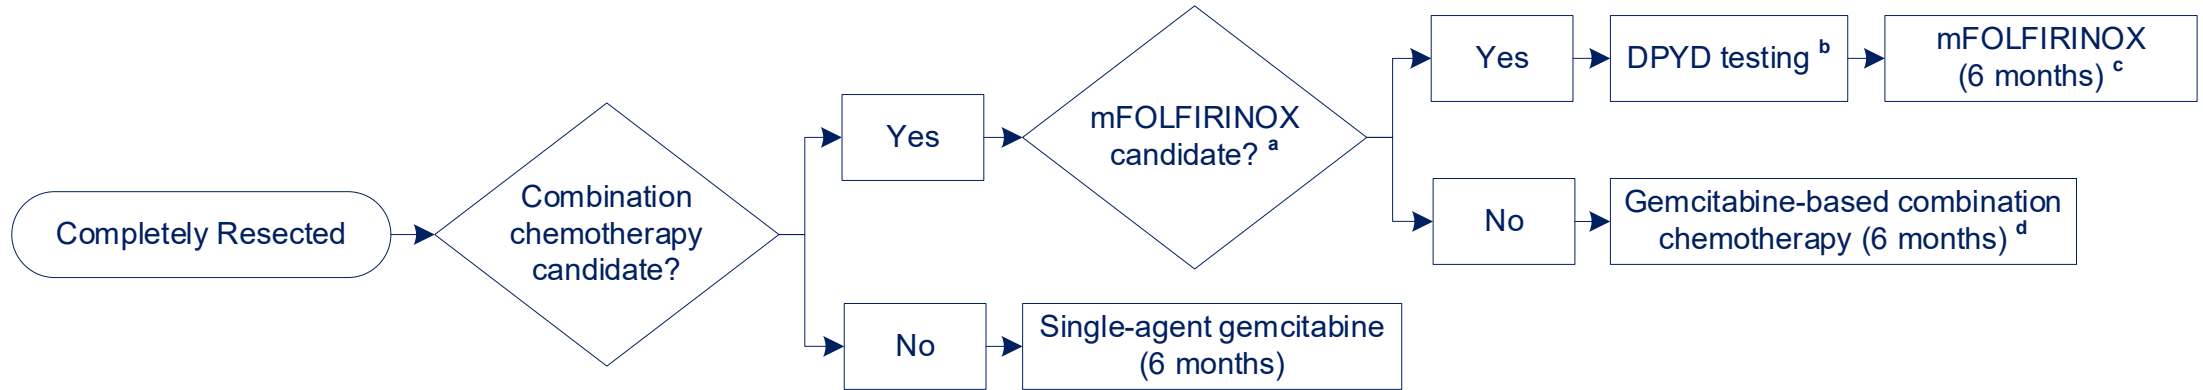 Completely Resected
Combination
chemotherapy
candidate?
Yes
mFOLFIRINOX
candidate? a
Yes
DPYD testing b
mFOLFIRINOX
(6 months) c
No
Gemcitabine-based combination
chemotherapy (6 months) d
No
Single-agent gemcitabine
(6 months)